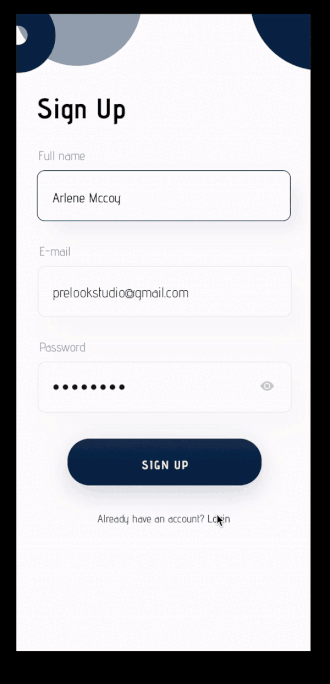 Sign Up
Full name
Arlene Mccoy
E-mail
prelookstudio@gmail.com
Password
SIGN UP
Already have an account? Login